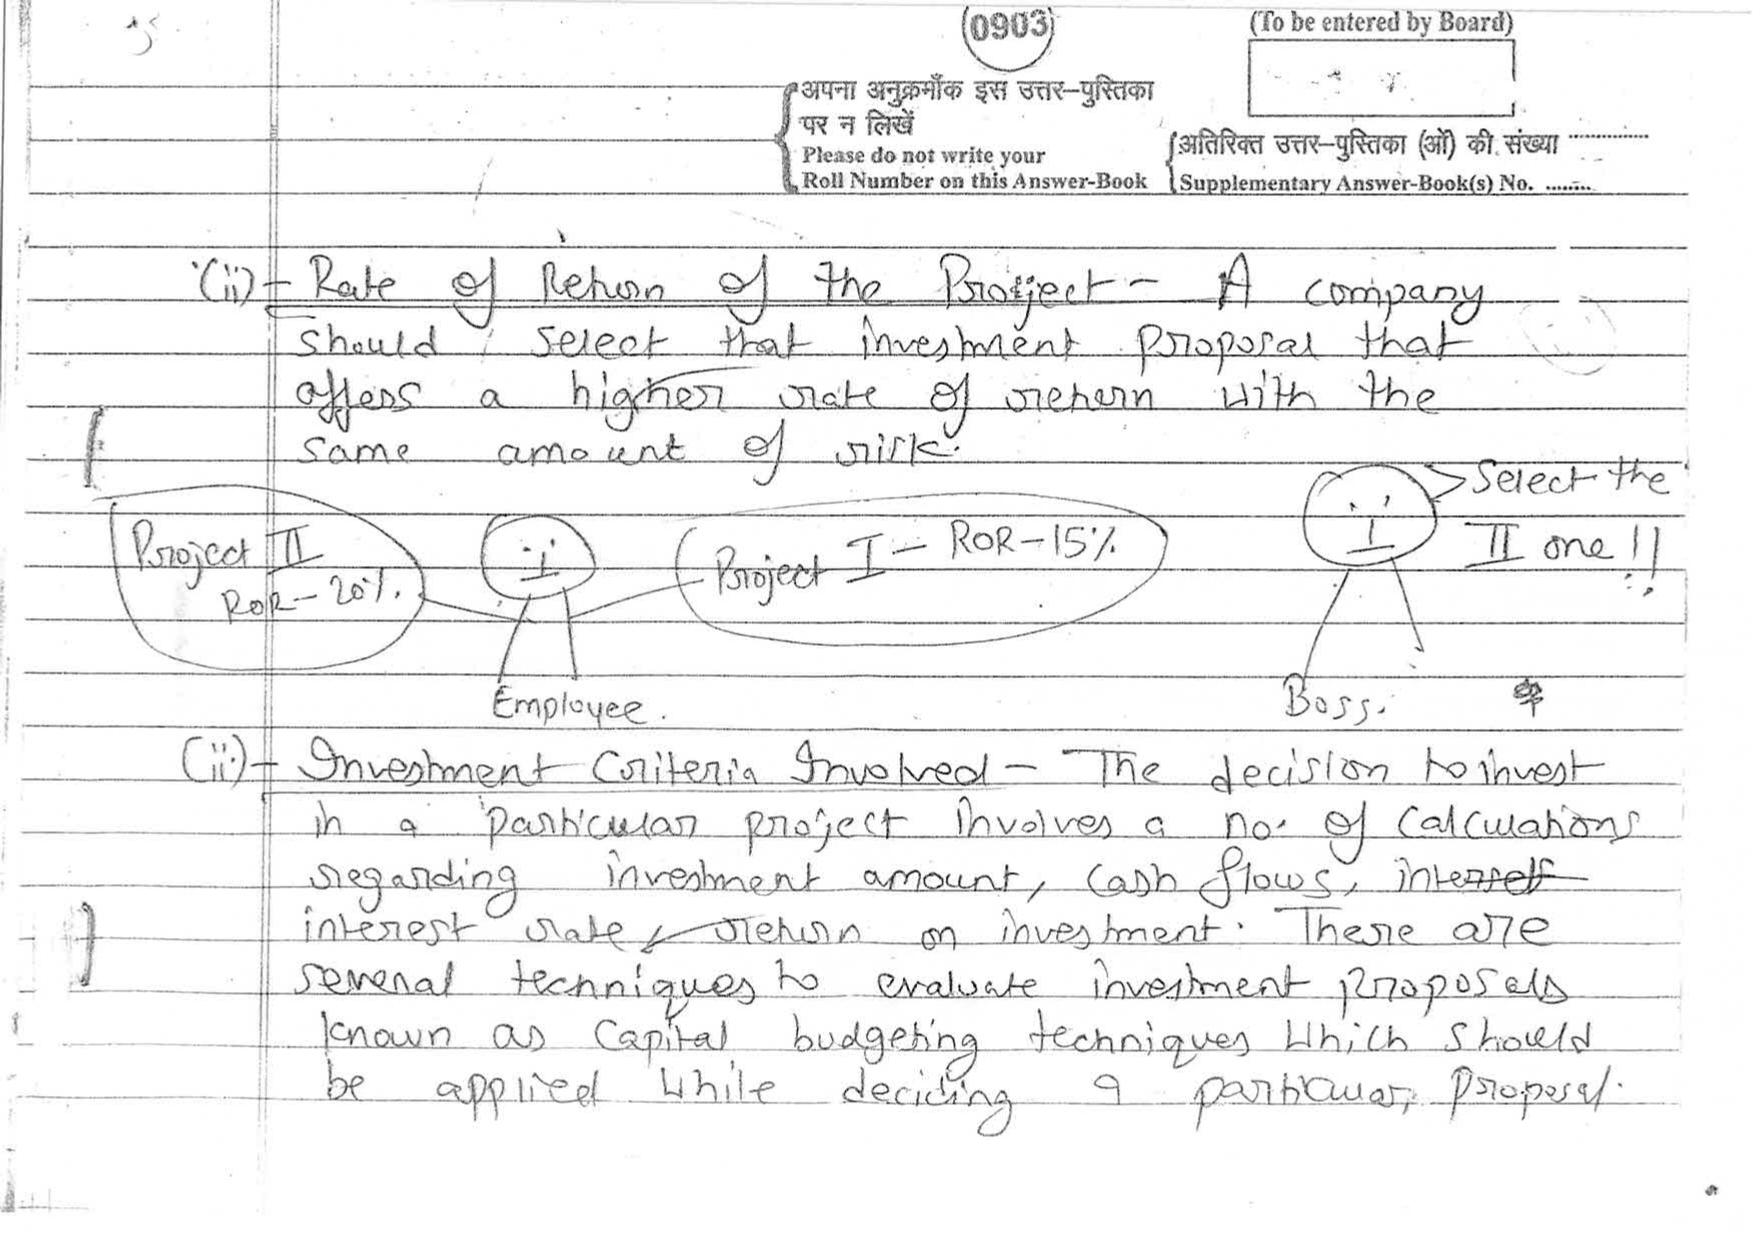 (0903)
(To be entered by Board)
अपना अनुक्रमाँक इस उत्तर–पुस्तिका
पर न लिखें
Please do not write your
Roll Number on this Answer-Book
अतिरिक्त उत्तर–पुस्तिका (ओं) की संख्या ..............
Supplementary Answer-Book(s) No. ........
(ii)- Rate of Return of the Project - A company
should select that investment proposal that
offers a higher rate of return with the
same amount of risk.
Select the
II one !!
Project II
ROR - 20%.
Project I - ROR - 15%
Employee.
Boss.
(ii)- Investment Criteria Involved - The decision to invest
in a particular project involves a no. of calculations
regarding investment amount, cash flows,
interest rate, return on investment. There are
several techniques to evaluate investment proposals
known as Capital budgeting techniques which should
be applied while deciding a particular proposal.